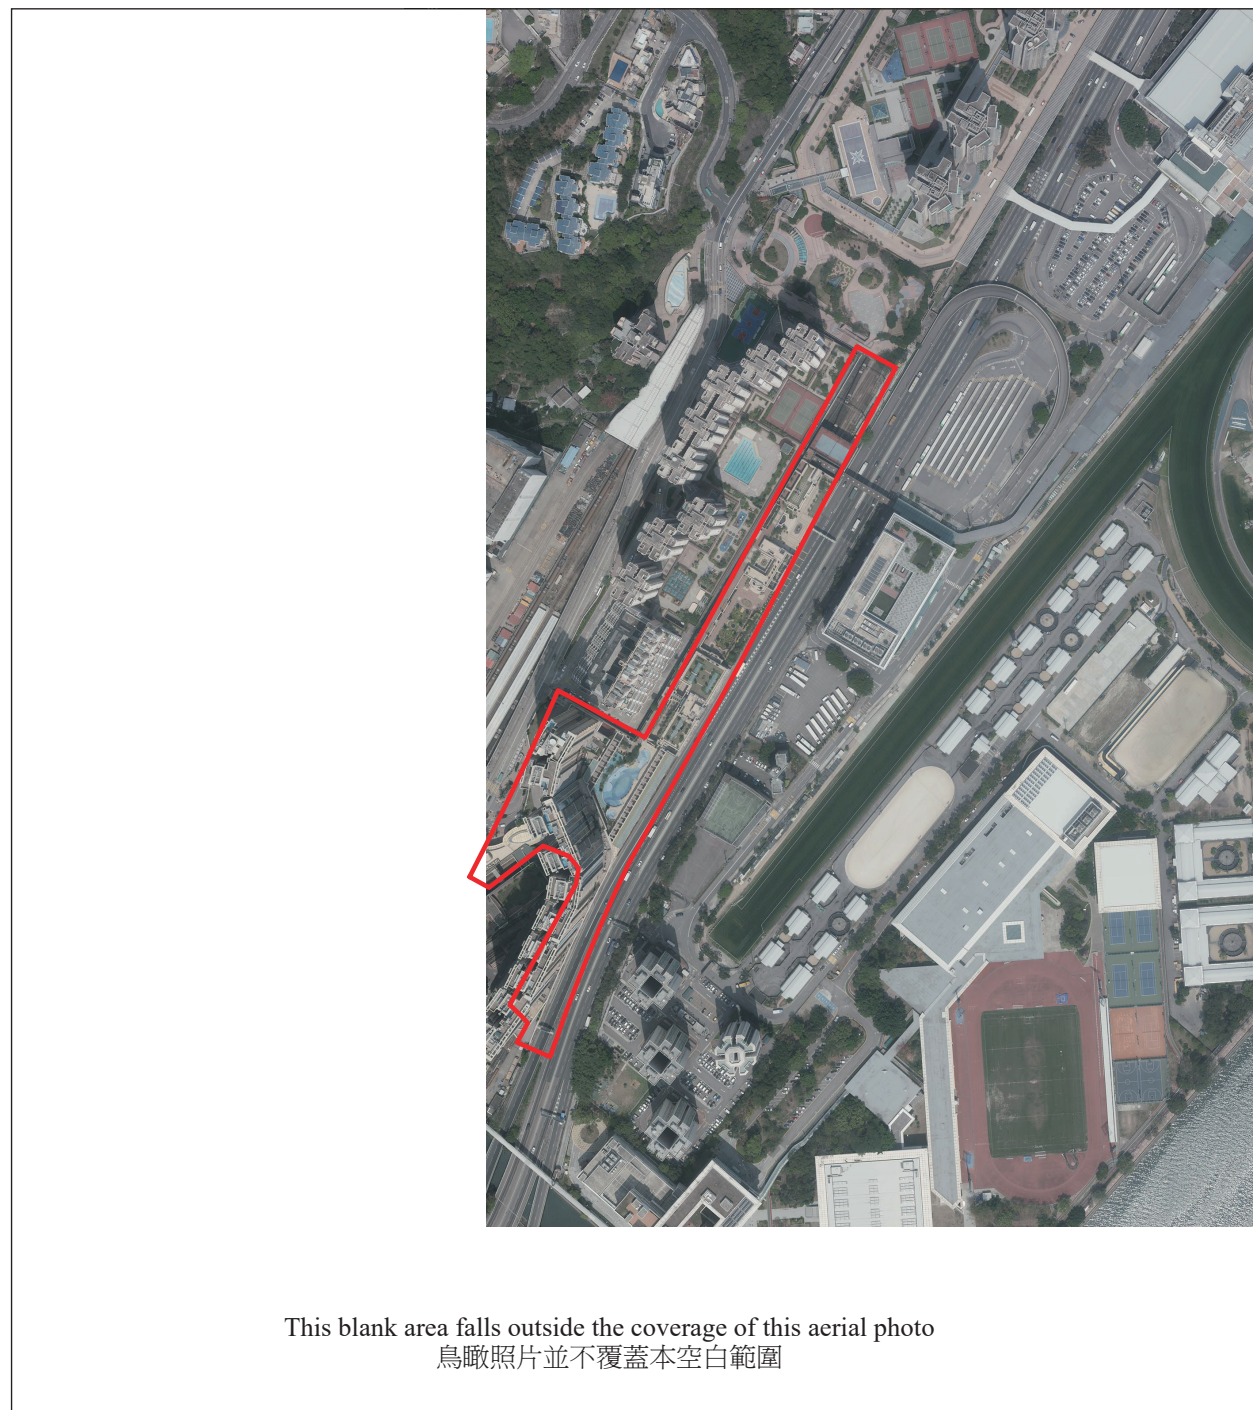 This blank area falls outside the coverage of this aerial photo
鳥瞰照片並不覆蓋本空白範圍